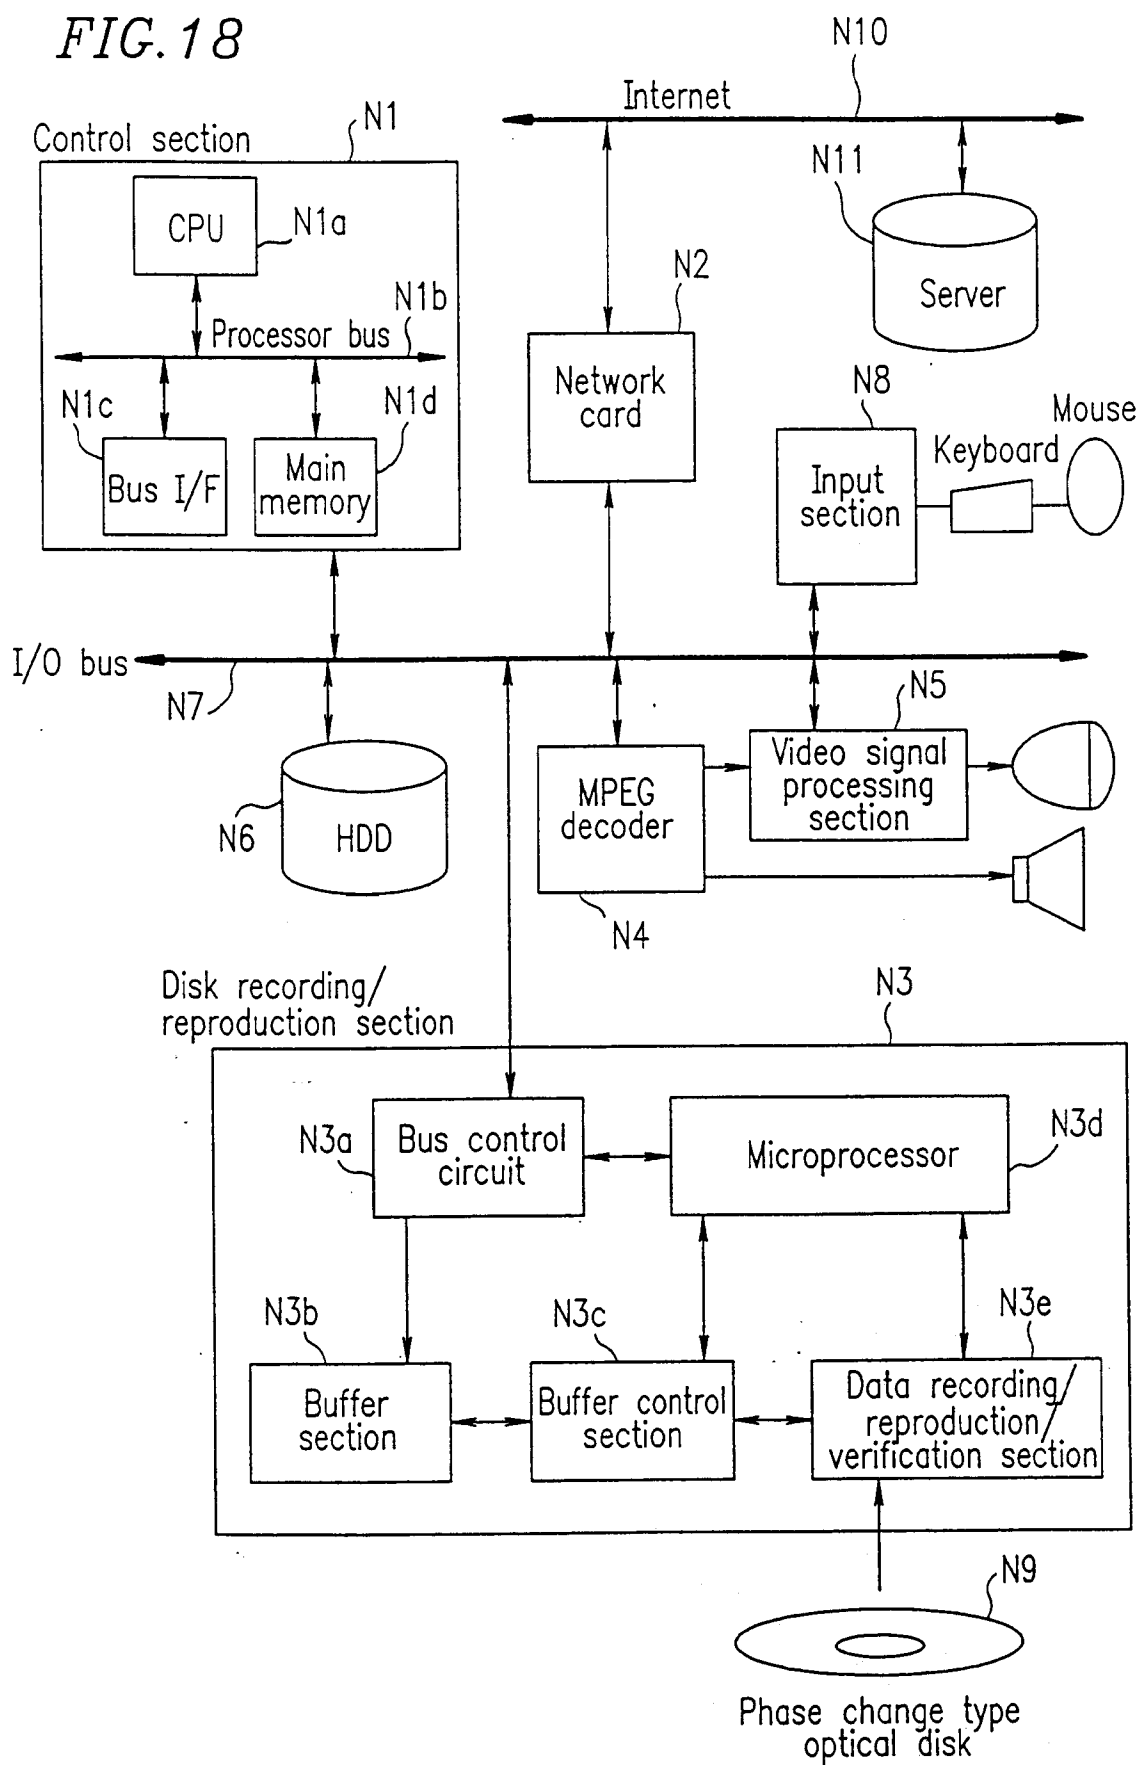 FIG.18
N10
Internet
Control section
N1
N11
CPU
N1a
Server
N2
N1b
Processor bus
Network
card
N8
Mouse
N1c
N1d
Keyboard
Bus I/F
Main
memory
Input
section
I/O bus
N7
N5
Video signal
processing
section
MPEG
decoder
N6
HDD
N4
Disk recording/
reproduction section
N3
N3a
Bus control
circuit
Microprocessor
N3d
N3b
N3c
N3e
Buffer
section
Buffer control
section
Data recording/
reproduction/
verification section
N9
Phase change type
optical disk